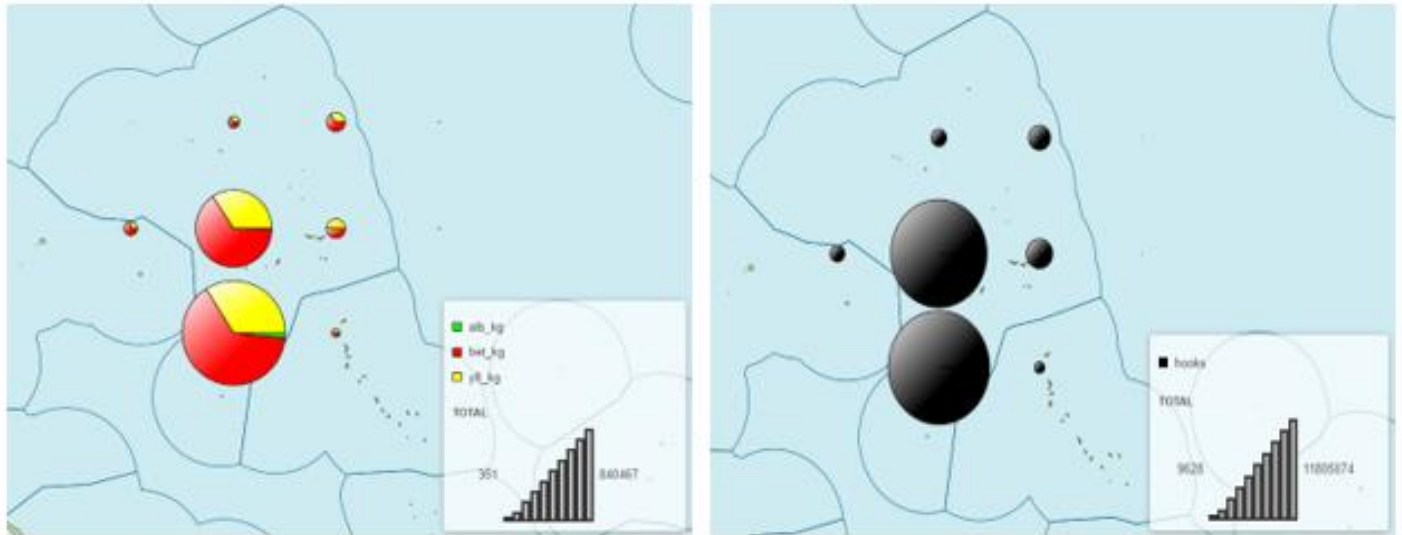 alb_kg
bet_kg
yft_kg
TOTAL
351
840467
hooks
TOTAL
9628
11805874